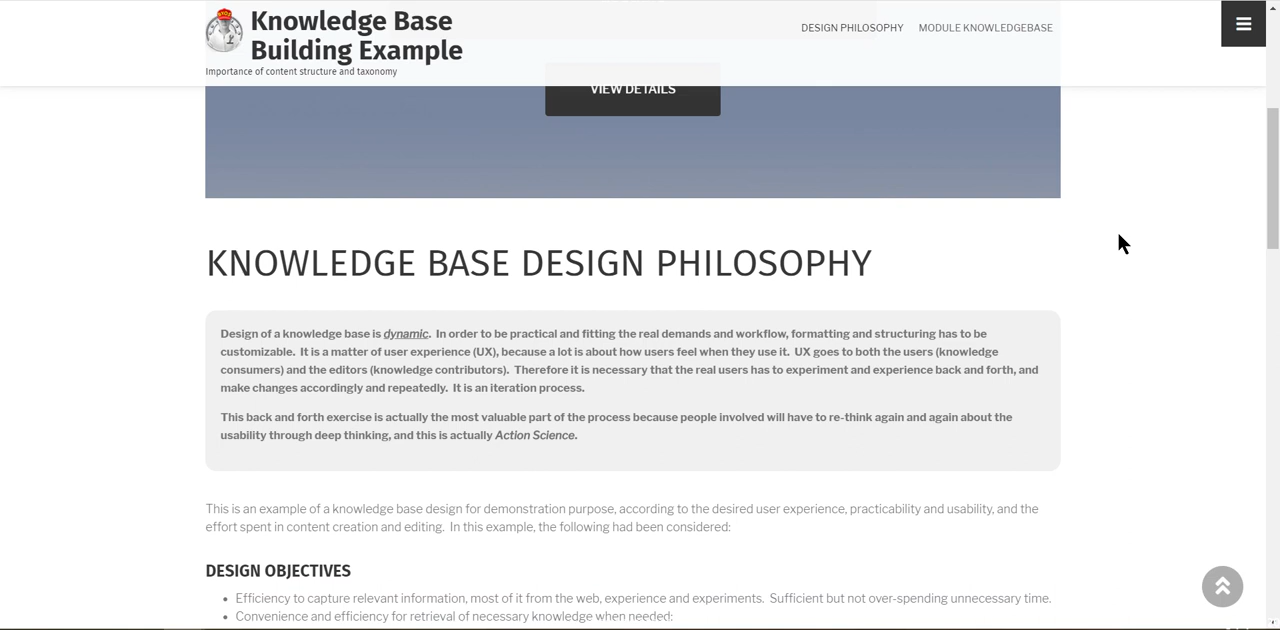 Knowledge Base
Building Example
Importance of content structure and taxonomy
DESIGN PHILOSOPHY MODULE KNOWLEDGEBASE
VIEW DETAILS
KNOWLEDGE BASE DESIGN PHILOSOPHY
Design of a knowledge base is dynamic. In order to be practical and fitting the real demands and workflow, formatting and structuring has to be
customizable. It is a matter of user experience (UX), because a lot is about how users feel when they use it. UX goes to both the users (knowledge
consumers) and the editors (knowledge contributors). Therefore it is necessary that the real users has to experiment and experience back and forth, and
make changes accordingly and repeatedly. It is an iteration process.
This back and forth exercise is actually the most valuable part of the process because people involved will have to re-think again and again about the
usability through deep thinking, and this is actually Action Science.
This is an example of a knowledge base design for demonstration purpose, according to the desired user experience, practicability and usability, and the
effort spent in content creation and editing. In this example, the following had been considered:
DESIGN OBJECTIVES
• Efficiency to capture relevant information, most of it from the web, experience and experiments. Sufficient but not over-spending unnecessary time.
• Convenience and efficiency for retrieval of necessary knowledge when needed: